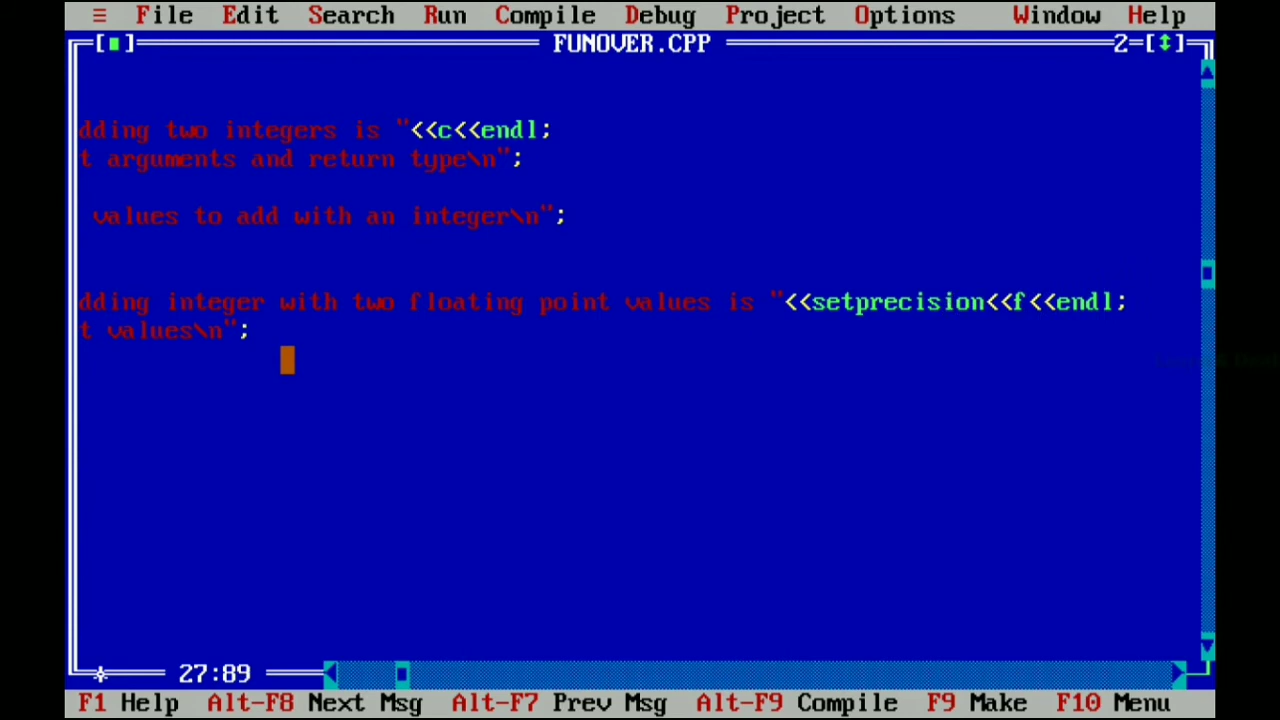 ≡ File Edit Search Run Compile Debug Project Options Window Help
[■] FUNOVER.CPP 2=[↕]
dding two integers is "<<c<<endl;
t arguments and return type\n";
values to add with an integer\n";
dding integer with two floating point values is "<<setprecision<<f<<endl;
t values\n";
27:89
F1 Help Alt-F8 Next Msg Alt-F7 Prev Msg Alt-F9 Compile F9 Make F10 Menu